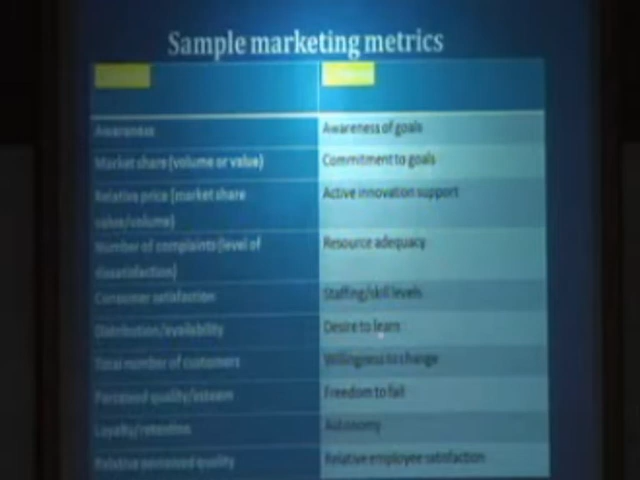 Sample marketing metrics
Awareness
Awareness of goals
Market share (volume or value)
Commitment to goals
Relative price (market share
value/volume)
Active innovation support
Number of complaints (level of
dissatisfaction)
Resource adequacy
Consumer satisfaction
Staffing/skill levels
Distribution/availability
Desire to learn
Total number of customers
Willingness to change
Perceived quality/esteem
Freedom to fail
Loyalty/retention
Autonomy
Relative perceived quality
Relative employee satisfaction